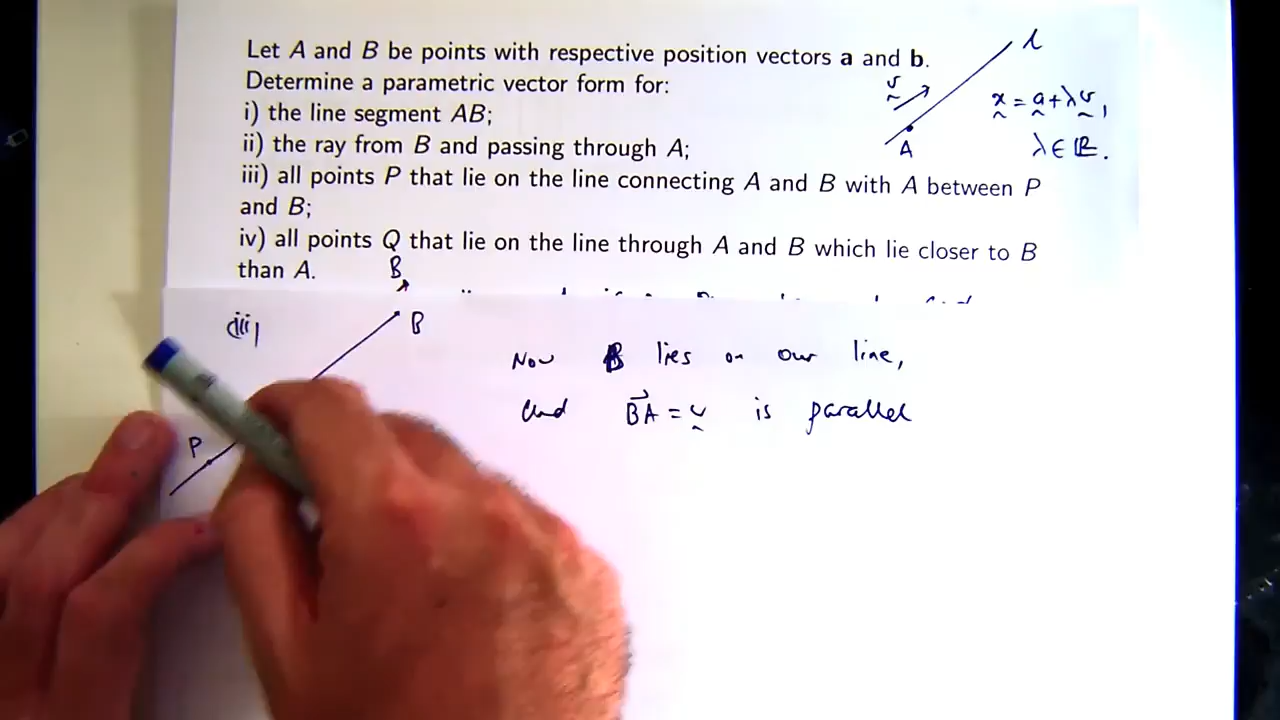 Let A and B be points with respective position vectors a and b.
Determine a parametric vector form for:
i) the line segment AB;
ii) the ray from B and passing through A;
iii) all points P that lie on the line connecting A and B with A between P
and B;
iv) all points Q that lie on the line through A and B which lie closer to B
than A.
l
v
x = a + λv,
A
λ ∈ ℝ.
B
iii)
B
P
Now B lies on our line,
and BA = v is parallel